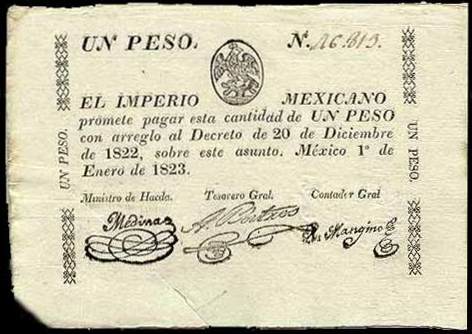 UN PESO. N. 16.813.
EL IMPERIO MEXICANO
promete pagar esta cantidad de UN PESO
con arreglo al Decreto de 20 de Diciembre
de 1822, sobre este asunto. México 1º de
Enero de 1823.
Ministro de Hacda. Tesorero Gral. Contador Gral
Medina
Mangino
UN PESO.
UN PESO.